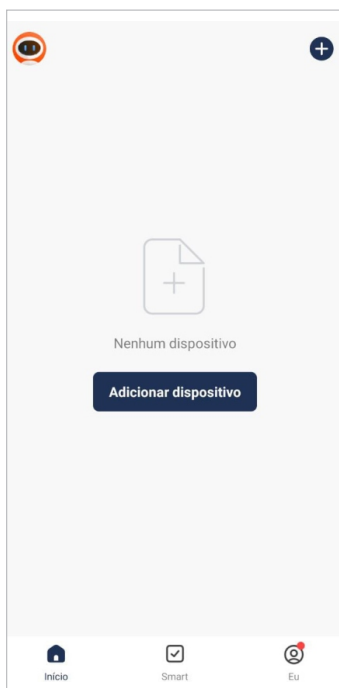 Nenhum dispositivo
Adicionar dispositivo
Início
Smart
Eu